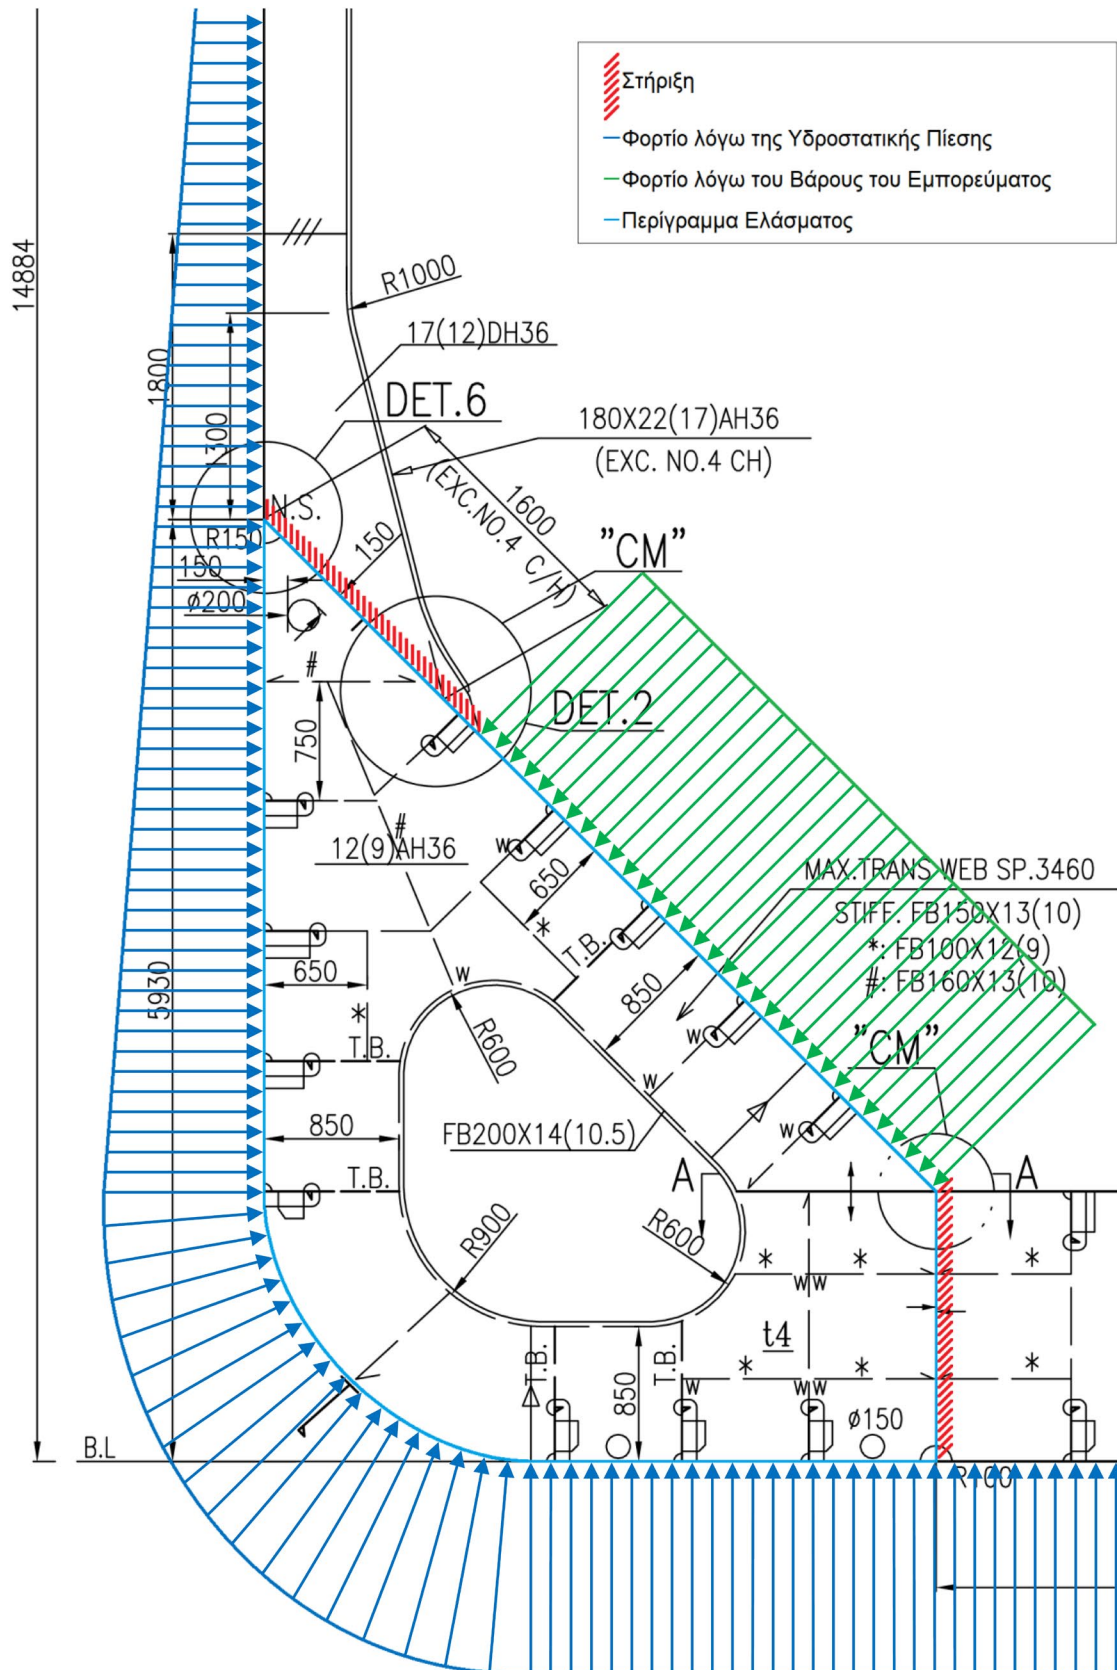 Στήριξη
Φορτίο λόγω της Υδροστατικής Πίεσης
Φορτίο λόγω του Βάρους του Εμπορεύματος
Περίγραμμα Ελάσματος
14884
R1000
17(12)DH36
1800
DET.6
180X22(17)AH36
(EXC. NO.4 CH)
1300
1600
(EXC.NO.4 C/H)
N.S.
R150
150
"CM"
150
ø200
#
DET.2
750
#
12(9)AH36
W
650
MAX.TRANS WEB SP.3460
STIFF. FB150X13(10)
*: FB100X12(9)
#: FB160X13(10)
*
T.B.
5930
650
850
W
*
R600
T.B.
W
"CM"
W
850
FB200X14(10.5)
W
T.B.
A
A
R900
R600
*
*
*
W W
t4
T.B.
850
T.B.
*
*
*
W
W W
ø150
B.L
R100